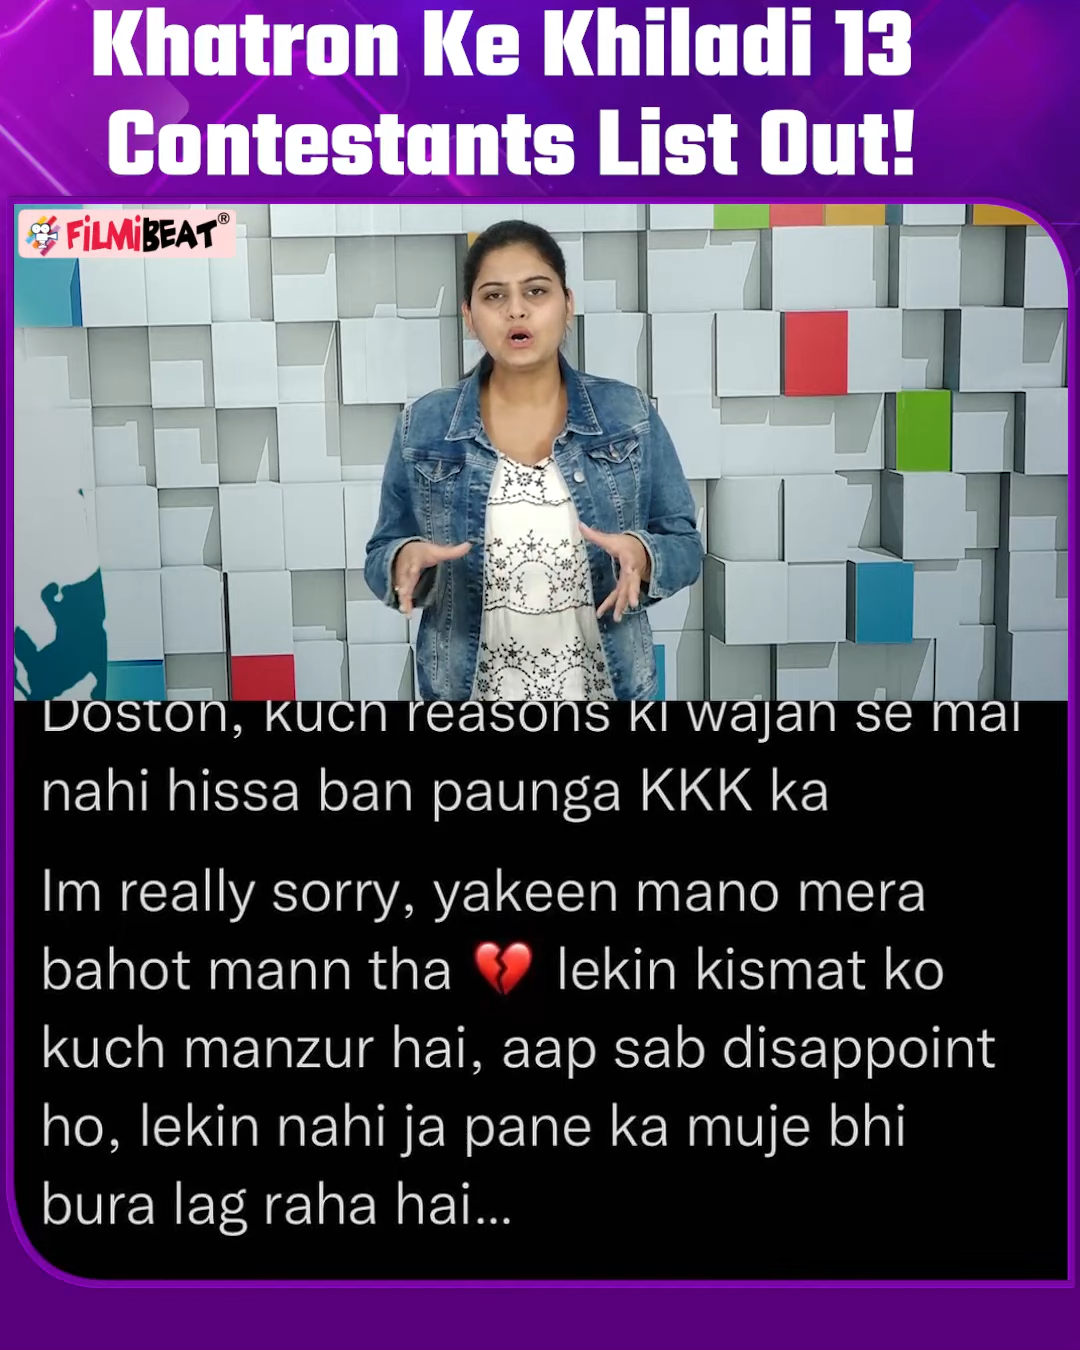 Khatron Ke Khiladi 13
Contestants List Out!
FiLMiBEAT®
Doston, kuch reasons ki wajah se mai
nahi hissa ban paunga KKK ka
Im really sorry, yakeen mano mera
bahot mann tha 💔 lekin kismat ko
kuch manzur hai, aap sab disappoint
ho, lekin nahi ja pane ka muje bhi
bura lag raha hai...